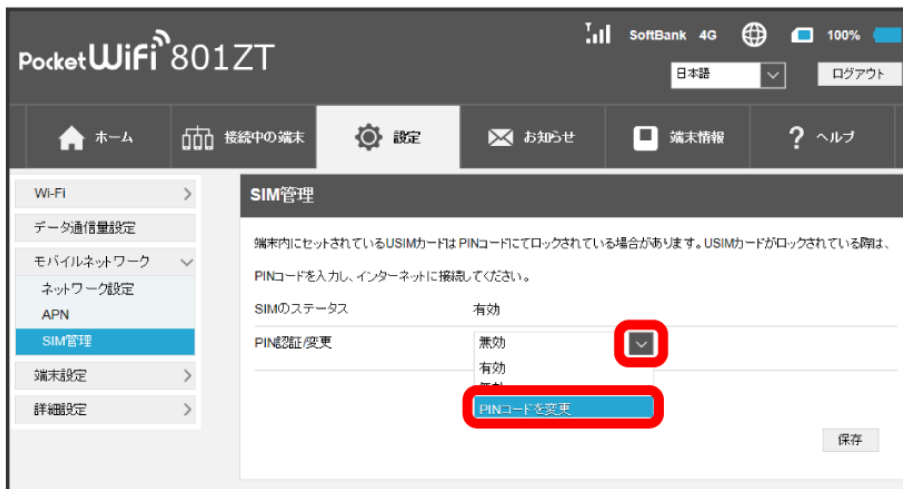 Pocket WiFi 801ZT
SoftBank 4G 100%
日本語 ログアウト
ホーム 接続中の端末 設定 お知らせ 端末情報 ? ヘルプ
Wi-Fi
データ通信量設定
モバイルネットワーク
ネットワーク設定
APN
SIM管理
端末設定
詳細設定
SIM管理
端末内にセットされているUSIMカードはPINコードにてロックされている場合があります。USIMカードがロックされている際は、
PINコードを入力し、インターネットに接続してください。
SIMのステータス 有効
PIN認証/変更 無効
有効
PINコードを変更
保存